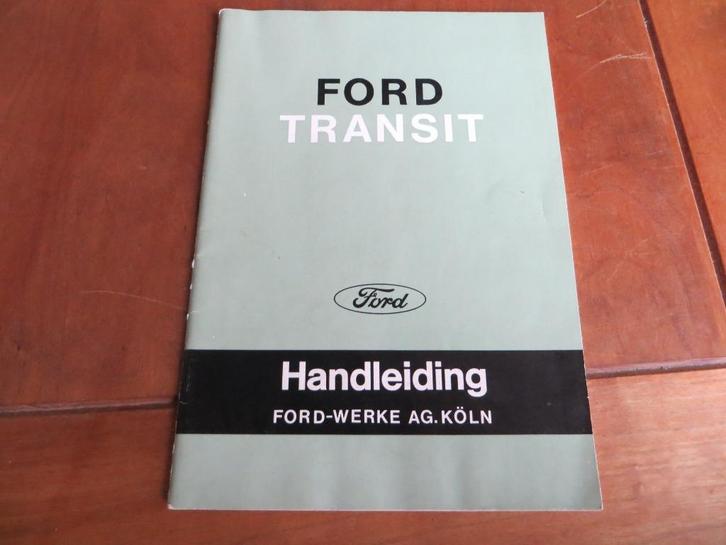 FORD
TRANSIT
Ford
Handleiding
FORD-WERKE AG.KÖLN